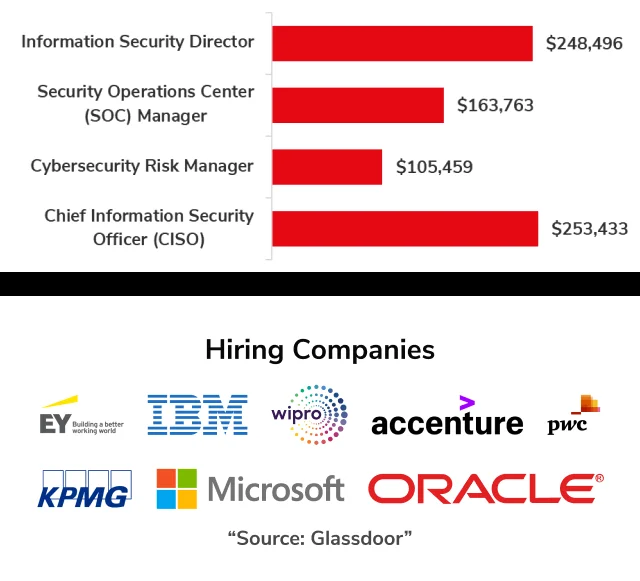 Information Security Director
$248,496
Security Operations Center
(SOC) Manager
$163,763
Cybersecurity Risk Manager
$105,459
Chief Information Security
Officer (CISO)
$253,433
Hiring Companies
EY Building a better
working world
IBM
wipro
accenture
pwc
KPMG
Microsoft
ORACLE®
“Source: Glassdoor”